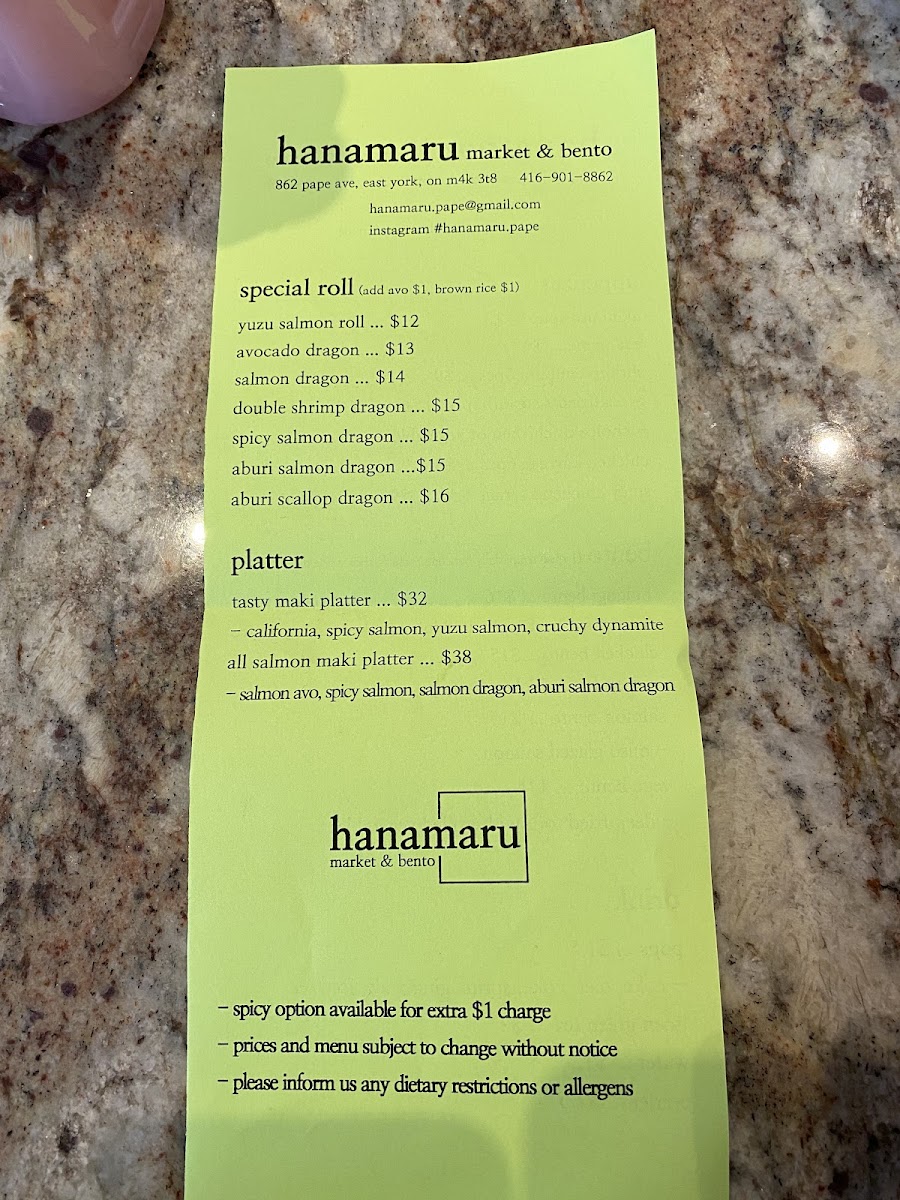 hanamaru market & bento
862 pape ave, east york, on m4k 3t8 416-901-8862
hanamaru.pape@gmail.com
instagram #hanamaru.pape
special roll (add avo $1, brown rice $1)
yuzu salmon roll ... $12
avocado dragon ... $13
salmon dragon ... $14
double shrimp dragon ... $15
spicy salmon dragon ... $15
aburi salmon dragon ...$15
aburi scallop dragon ... $16
platter
tasty maki platter ... $32
- california, spicy salmon, yuzu salmon, cruchy dynamite
all salmon maki platter ... $38
- salmon avo, spicy salmon, salmon dragon, aburi salmon dragon
hanamaru
market & bento
- spicy option available for extra $1 charge
- prices and menu subject to change without notice
- please inform us any dietary restrictions or allergens